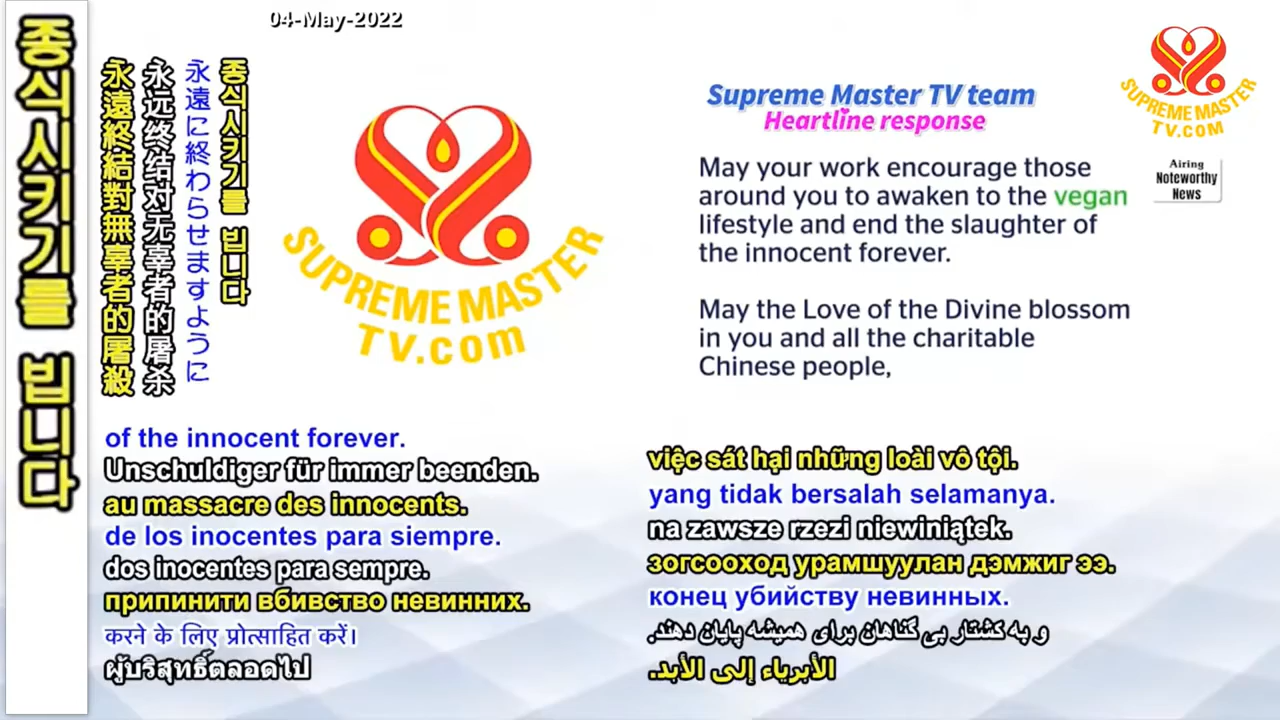 04-May-2022
종식시키기를 빕니다
永遠終結對無辜者的屠殺
永远终结对无辜者的屠杀
永遠に終わらせますように
종식시키기를 빕니다
SUPREME MASTER
TV.com
Supreme Master TV team
Heartline response
May your work encourage those
around you to awaken to the vegan
lifestyle and end the slaughter of
the innocent forever.
May the Love of the Divine blossom
in you and all the charitable
Chinese people,
SUPREME MASTER
TV.COM
Airing
Noteworthy
News
of the innocent forever.
Unschuldiger für immer beenden.
au massacre des innocents.
de los inocentes para siempre.
dos inocentes para sempre.
припинити вбивство невинних.
करने के लिए प्रोत्साहित करें।
ผู้บริสุทธิ์ตลอดไป
việc sát hại những loài vô tội.
yang tidak bersalah selamanya.
na zawsze rzezi niewiniątek.
зогсооход урамшуулан дэмжиг ээ.
конец убийству невинных.
و به کشتار بی گناهان برای همیشه پایان دهند.
الأبرياء إلى الأبد.